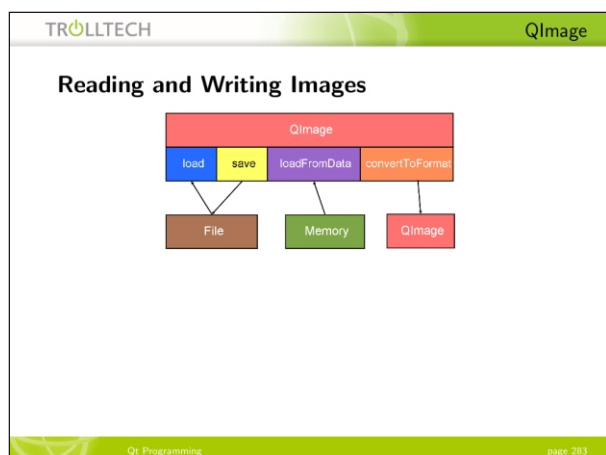 TROLLTECH QImage
Reading and Writing Images
QImage
load save loadFromData convertToFormat
File Memory QImage
Qt Programming page 283